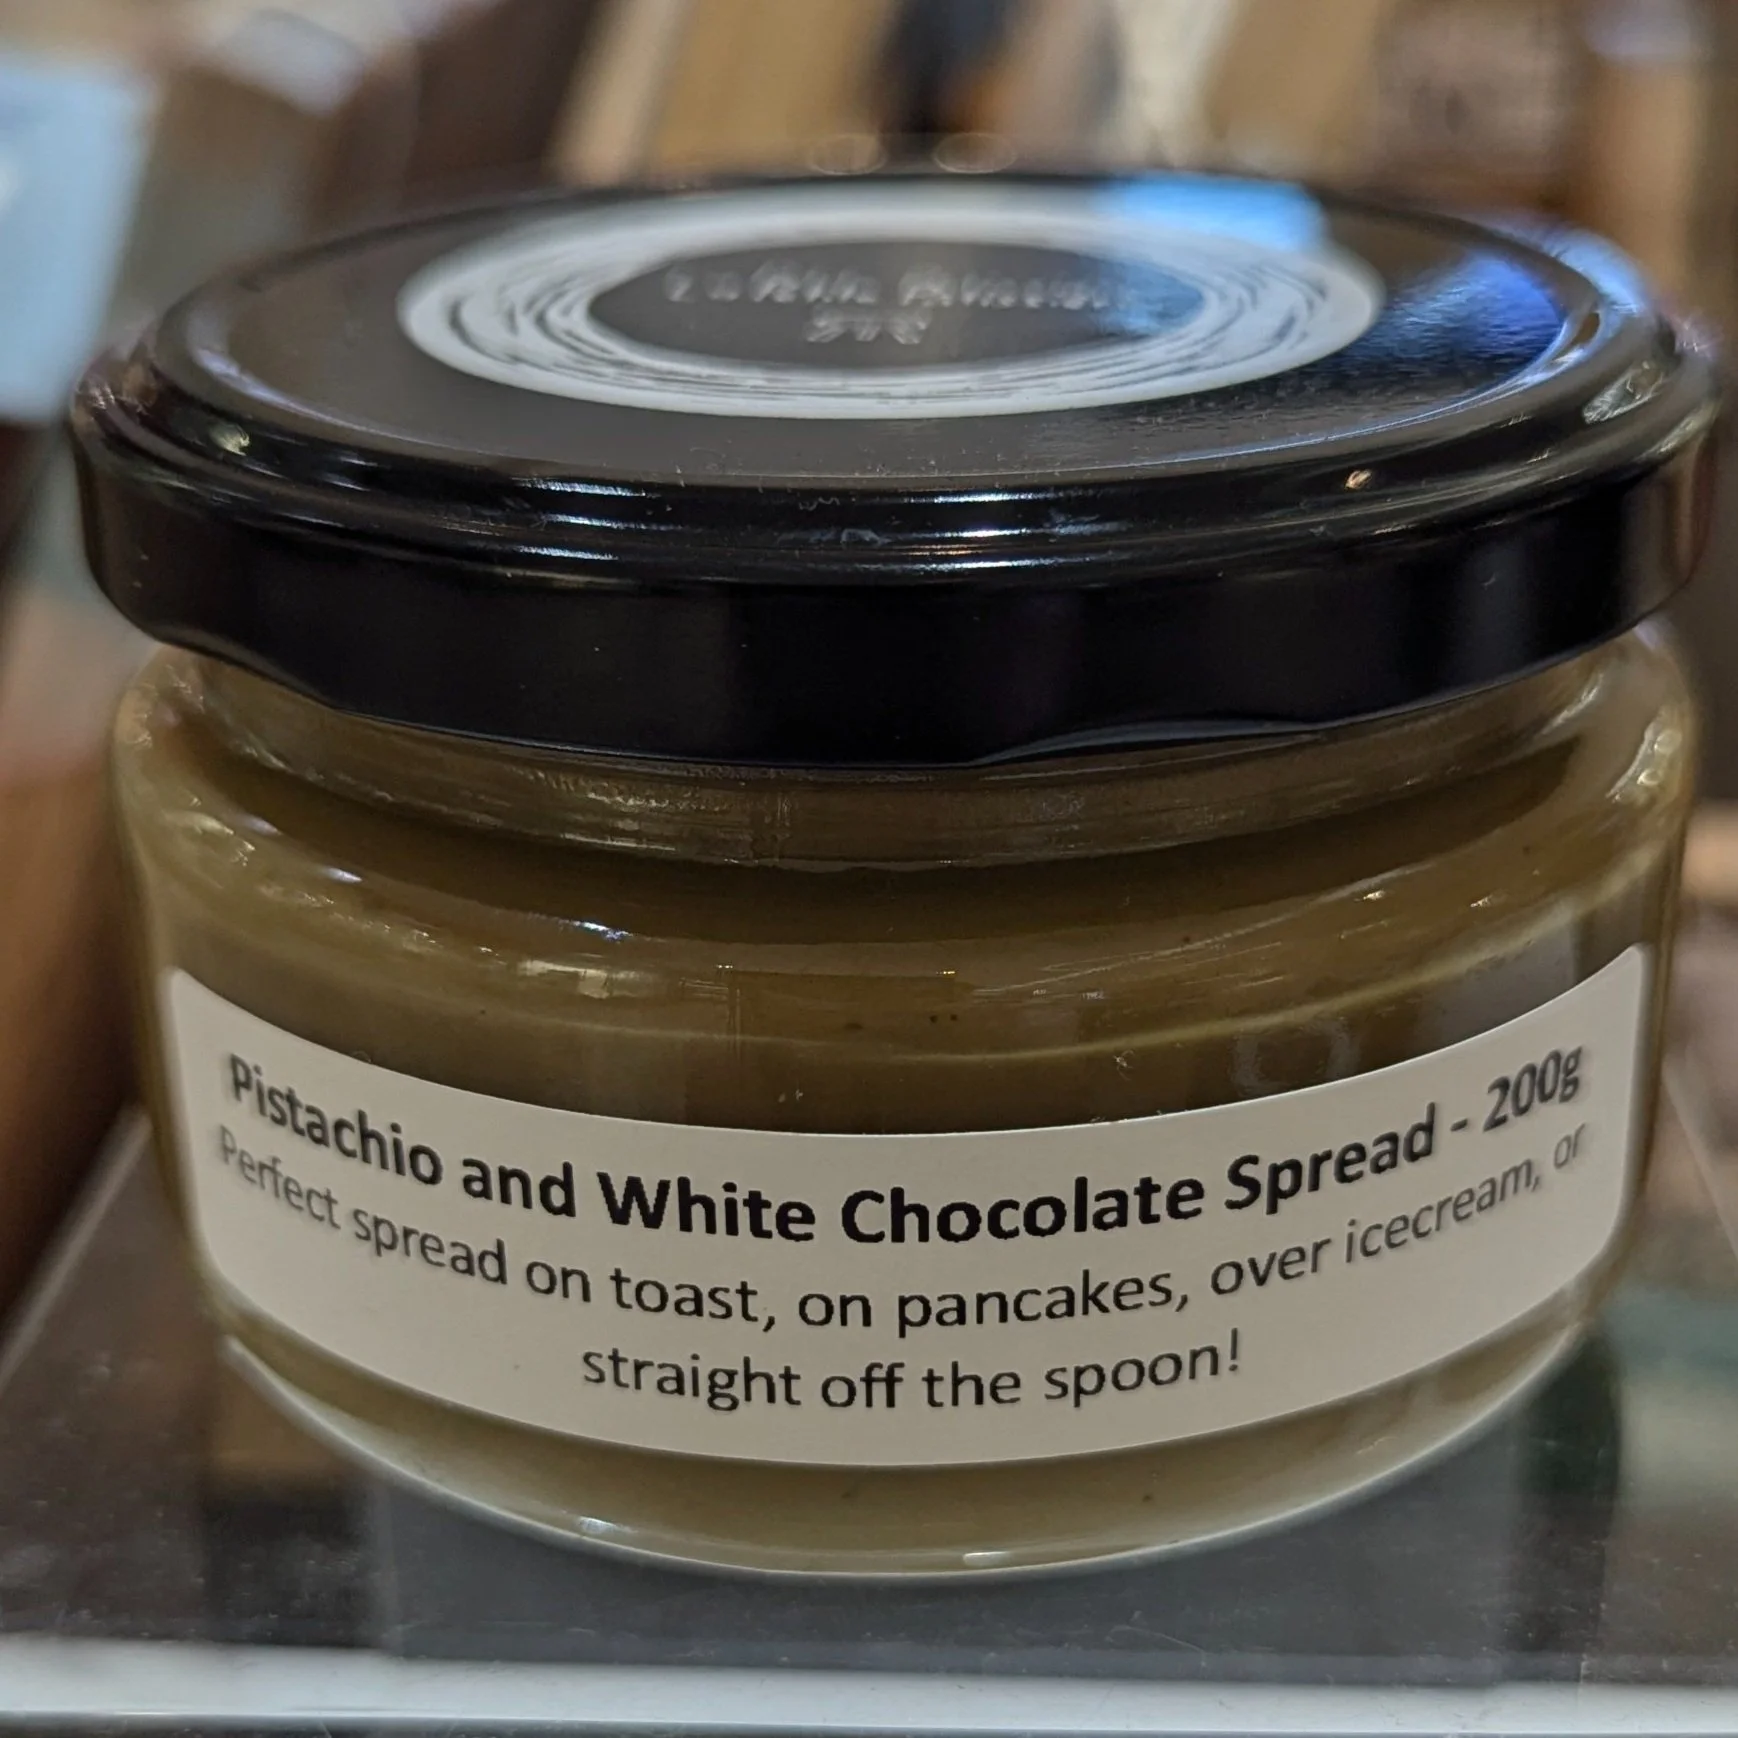 Pistachio and White Chocolate Spread - 200g
Perfect spread on toast, on pancakes, over icecream, or
straight off the spoon!